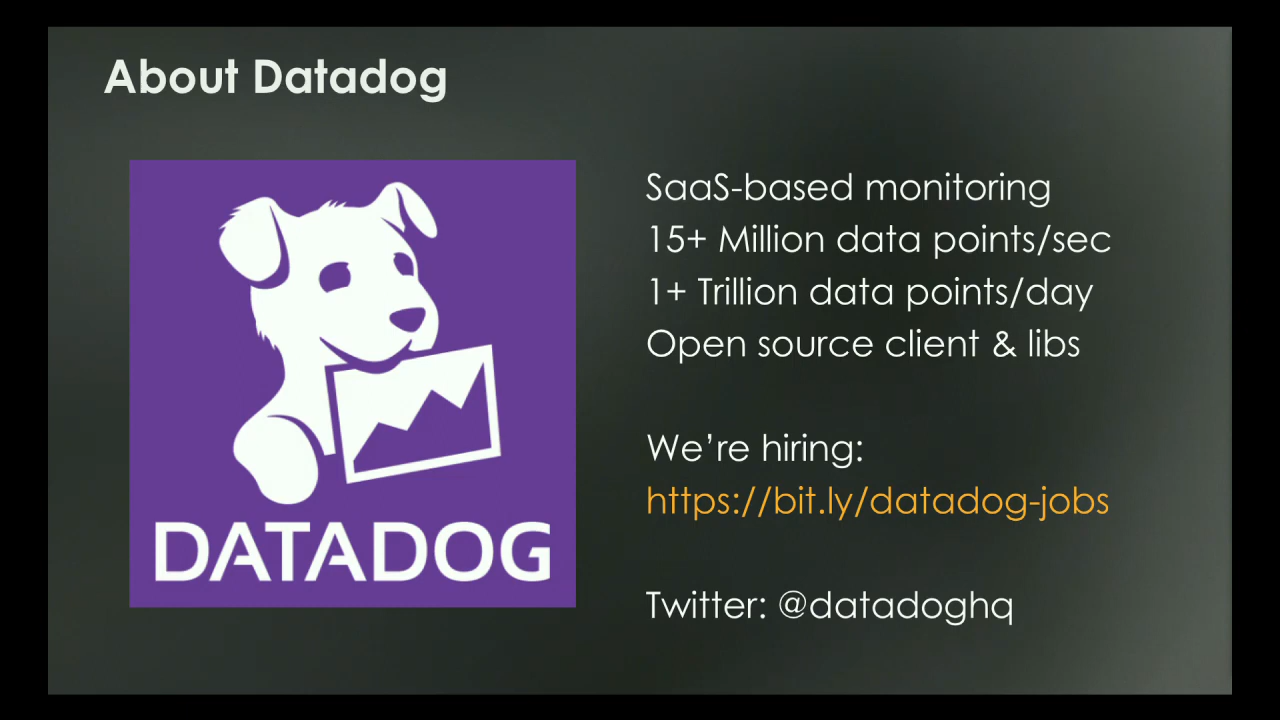 About Datadog
DATADOG
SaaS-based monitoring
15+ Million data points/sec
1+ Trillion data points/day
Open source client & libs
We’re hiring:
https://bit.ly/datadog-jobs
Twitter: @datadoghq